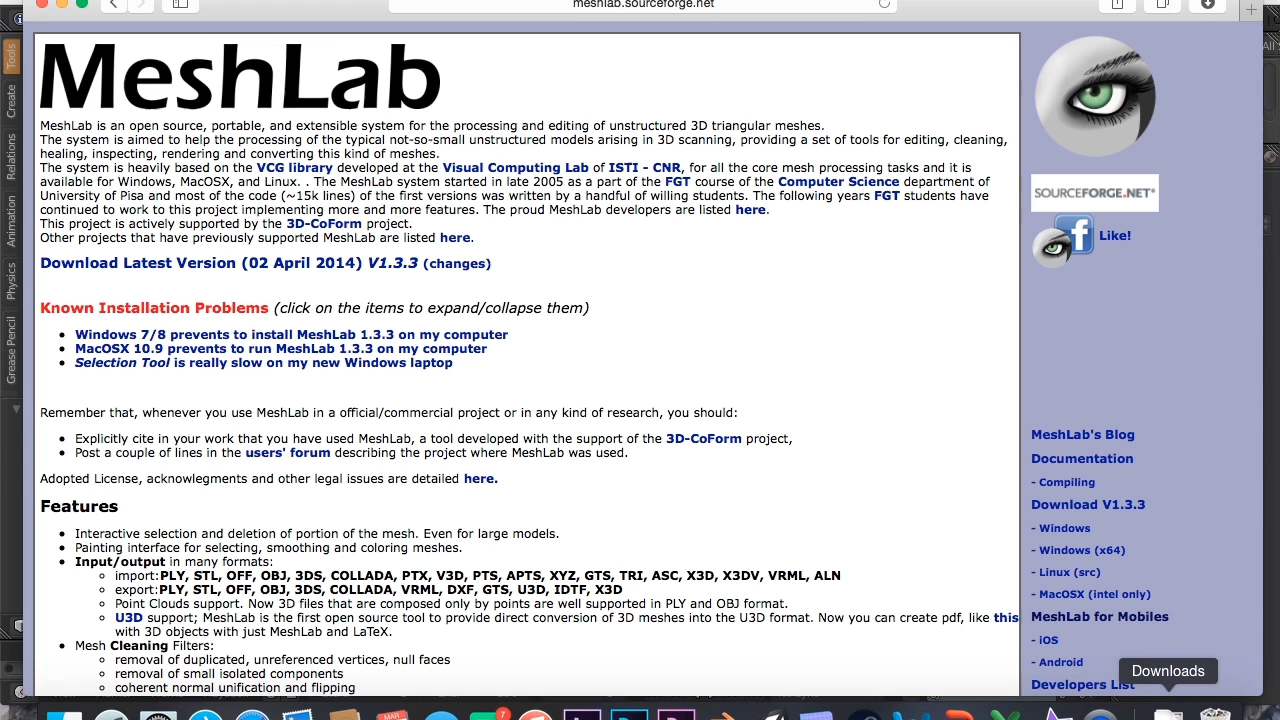 meshlab.sourceforge.net
Tools
Create
Relations
Animation
Physics
Grease Pencil
MeshLab
MeshLab is an open source, portable, and extensible system for the processing and editing of unstructured 3D triangular meshes.
The system is aimed to help the processing of the typical not-so-small unstructured models arising in 3D scanning, providing a set of tools for editing, cleaning,
healing, inspecting, rendering and converting this kind of meshes.
The system is heavily based on the VCG library developed at the Visual Computing Lab of ISTI - CNR, for all the core mesh processing tasks and it is
available for Windows, MacOSX, and Linux. . The MeshLab system started in late 2005 as a part of the FGT course of the Computer Science department of
University of Pisa and most of the code (~15k lines) of the first versions was written by a handful of willing students. The following years FGT students have
continued to work to this project implementing more and more features. The proud MeshLab developers are listed here.
This project is actively supported by the 3D-CoForm project.
Other projects that have previously supported MeshLab are listed here.
Download Latest Version (02 April 2014) V1.3.3 (changes)
Known Installation Problems (click on the items to expand/collapse them)
• Windows 7/8 prevents to install MeshLab 1.3.3 on my computer
• MacOSX 10.9 prevents to run MeshLab 1.3.3 on my computer
• Selection Tool is really slow on my new Windows laptop
Remember that, whenever you use MeshLab in a official/commercial project or in any kind of research, you should:
• Explicitly cite in your work that you have used MeshLab, a tool developed with the support of the 3D-CoForm project,
• Post a couple of lines in the users' forum describing the project where MeshLab was used.
Adopted License, acknowlegments and other legal issues are detailed here.
Features
• Interactive selection and deletion of portion of the mesh. Even for large models.
• Painting interface for selecting, smoothing and coloring meshes.
• Input/output in many formats:
import:PLY, STL, OFF, OBJ, 3DS, COLLADA, PTX, V3D, PTS, APTS, XYZ, GTS, TRI, ASC, X3D, X3DV, VRML, ALN
export:PLY, STL, OFF, OBJ, 3DS, COLLADA, VRML, DXF, GTS, U3D, IDTF, X3D
Point Clouds support. Now 3D files that are composed only by points are well supported in PLY and OBJ format.
U3D support; MeshLab is the first open source tool to provide direct conversion of 3D meshes into the U3D format. Now you can create pdf, like this
with 3D objects with just MeshLab and LaTeX.
• Mesh Cleaning Filters:
removal of duplicated, unreferenced vertices, null faces
removal of small isolated components
coherent normal unification and flipping
SOURCEFORGE.NET®
Like!
MeshLab's Blog
Documentation
- Compiling
Download V1.3.3
- Windows
- Windows (x64)
- Linux (src)
- MacOSX (intel only)
MeshLab for Mobiles
- iOS
- Android
Developers List
Downloads
MAR
7